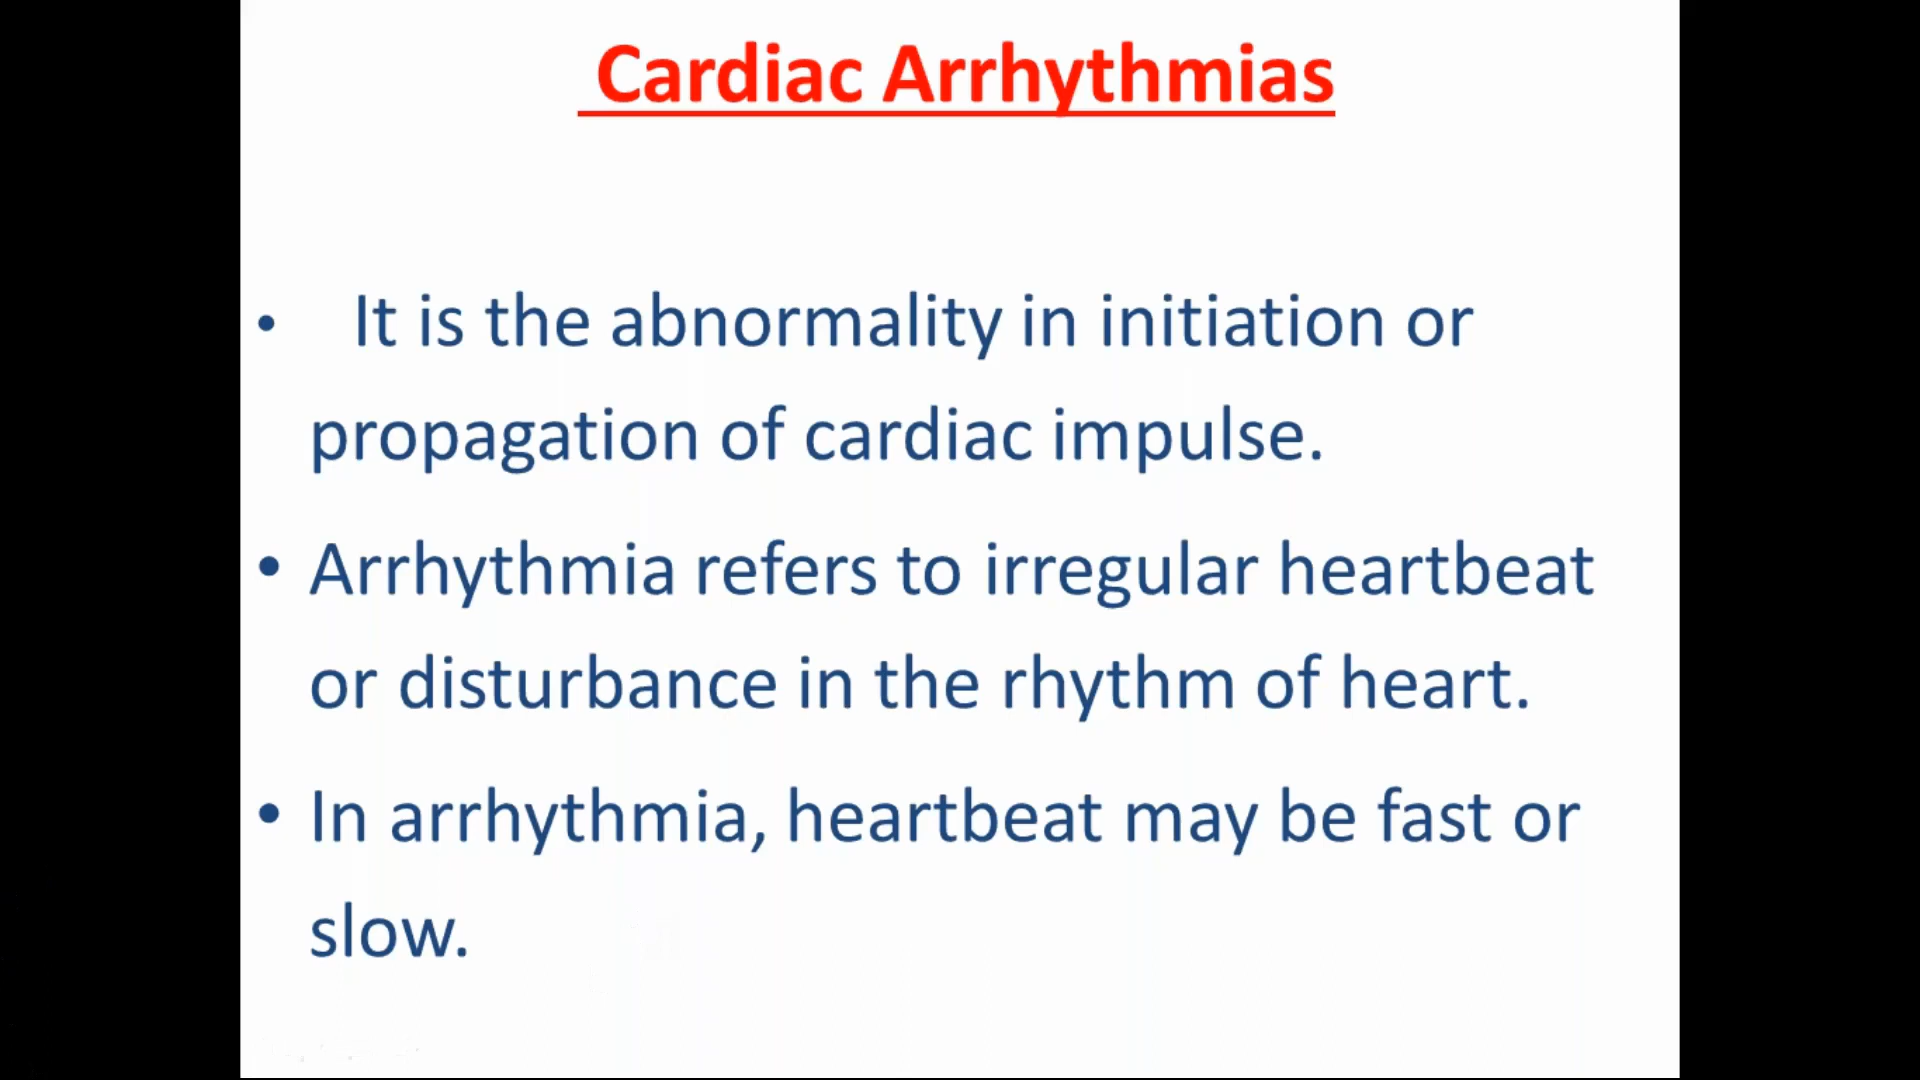 Cardiac Arrhythmias
• It is the abnormality in initiation or
propagation of cardiac impulse.
• Arrhythmia refers to irregular heartbeat
or disturbance in the rhythm of heart.
• In arrhythmia, heartbeat may be fast or
slow.